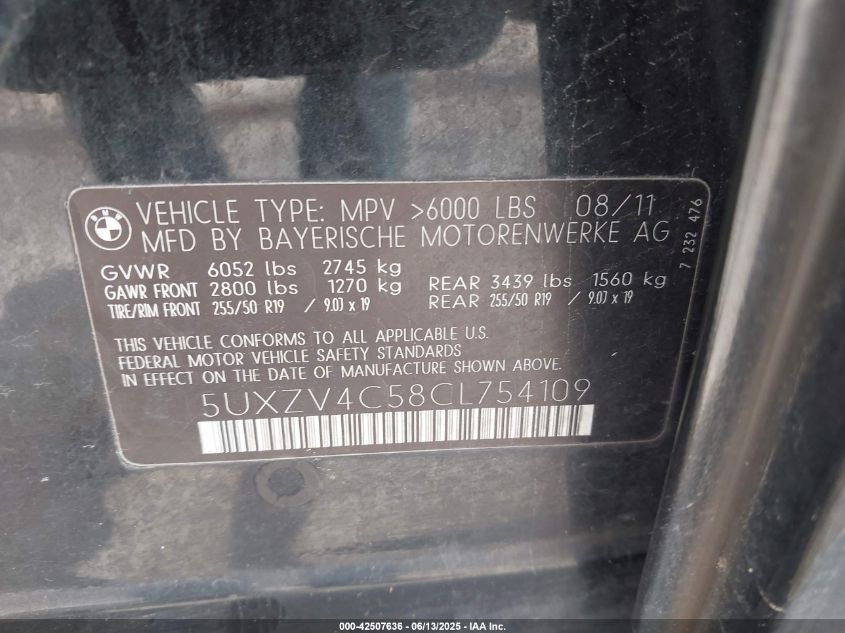 BMW
VEHICLE TYPE: MPV >6000 LBS 08/11
MFD BY BAYERISCHE MOTORENWERKE AG
7 232 476
GVWR 6052 lbs 2745 kg
GAWR FRONT 2800 lbs 1270 kg REAR 3439 lbs 1560 kg
TIRE/RIM FRONT 255/50 R19 / 9.0J x 19 REAR 255/50 R19 / 9.0J x 19
THIS VEHICLE CONFORMS TO ALL APPLICABLE U.S.
FEDERAL MOTOR VEHICLE SAFETY STANDARDS
IN EFFECT ON THE DATE OF MANUFACTURE SHOWN ABOVE.
5UXZV4C58CL754109
000-42507636 - 06/13/2025 - IAA Inc.